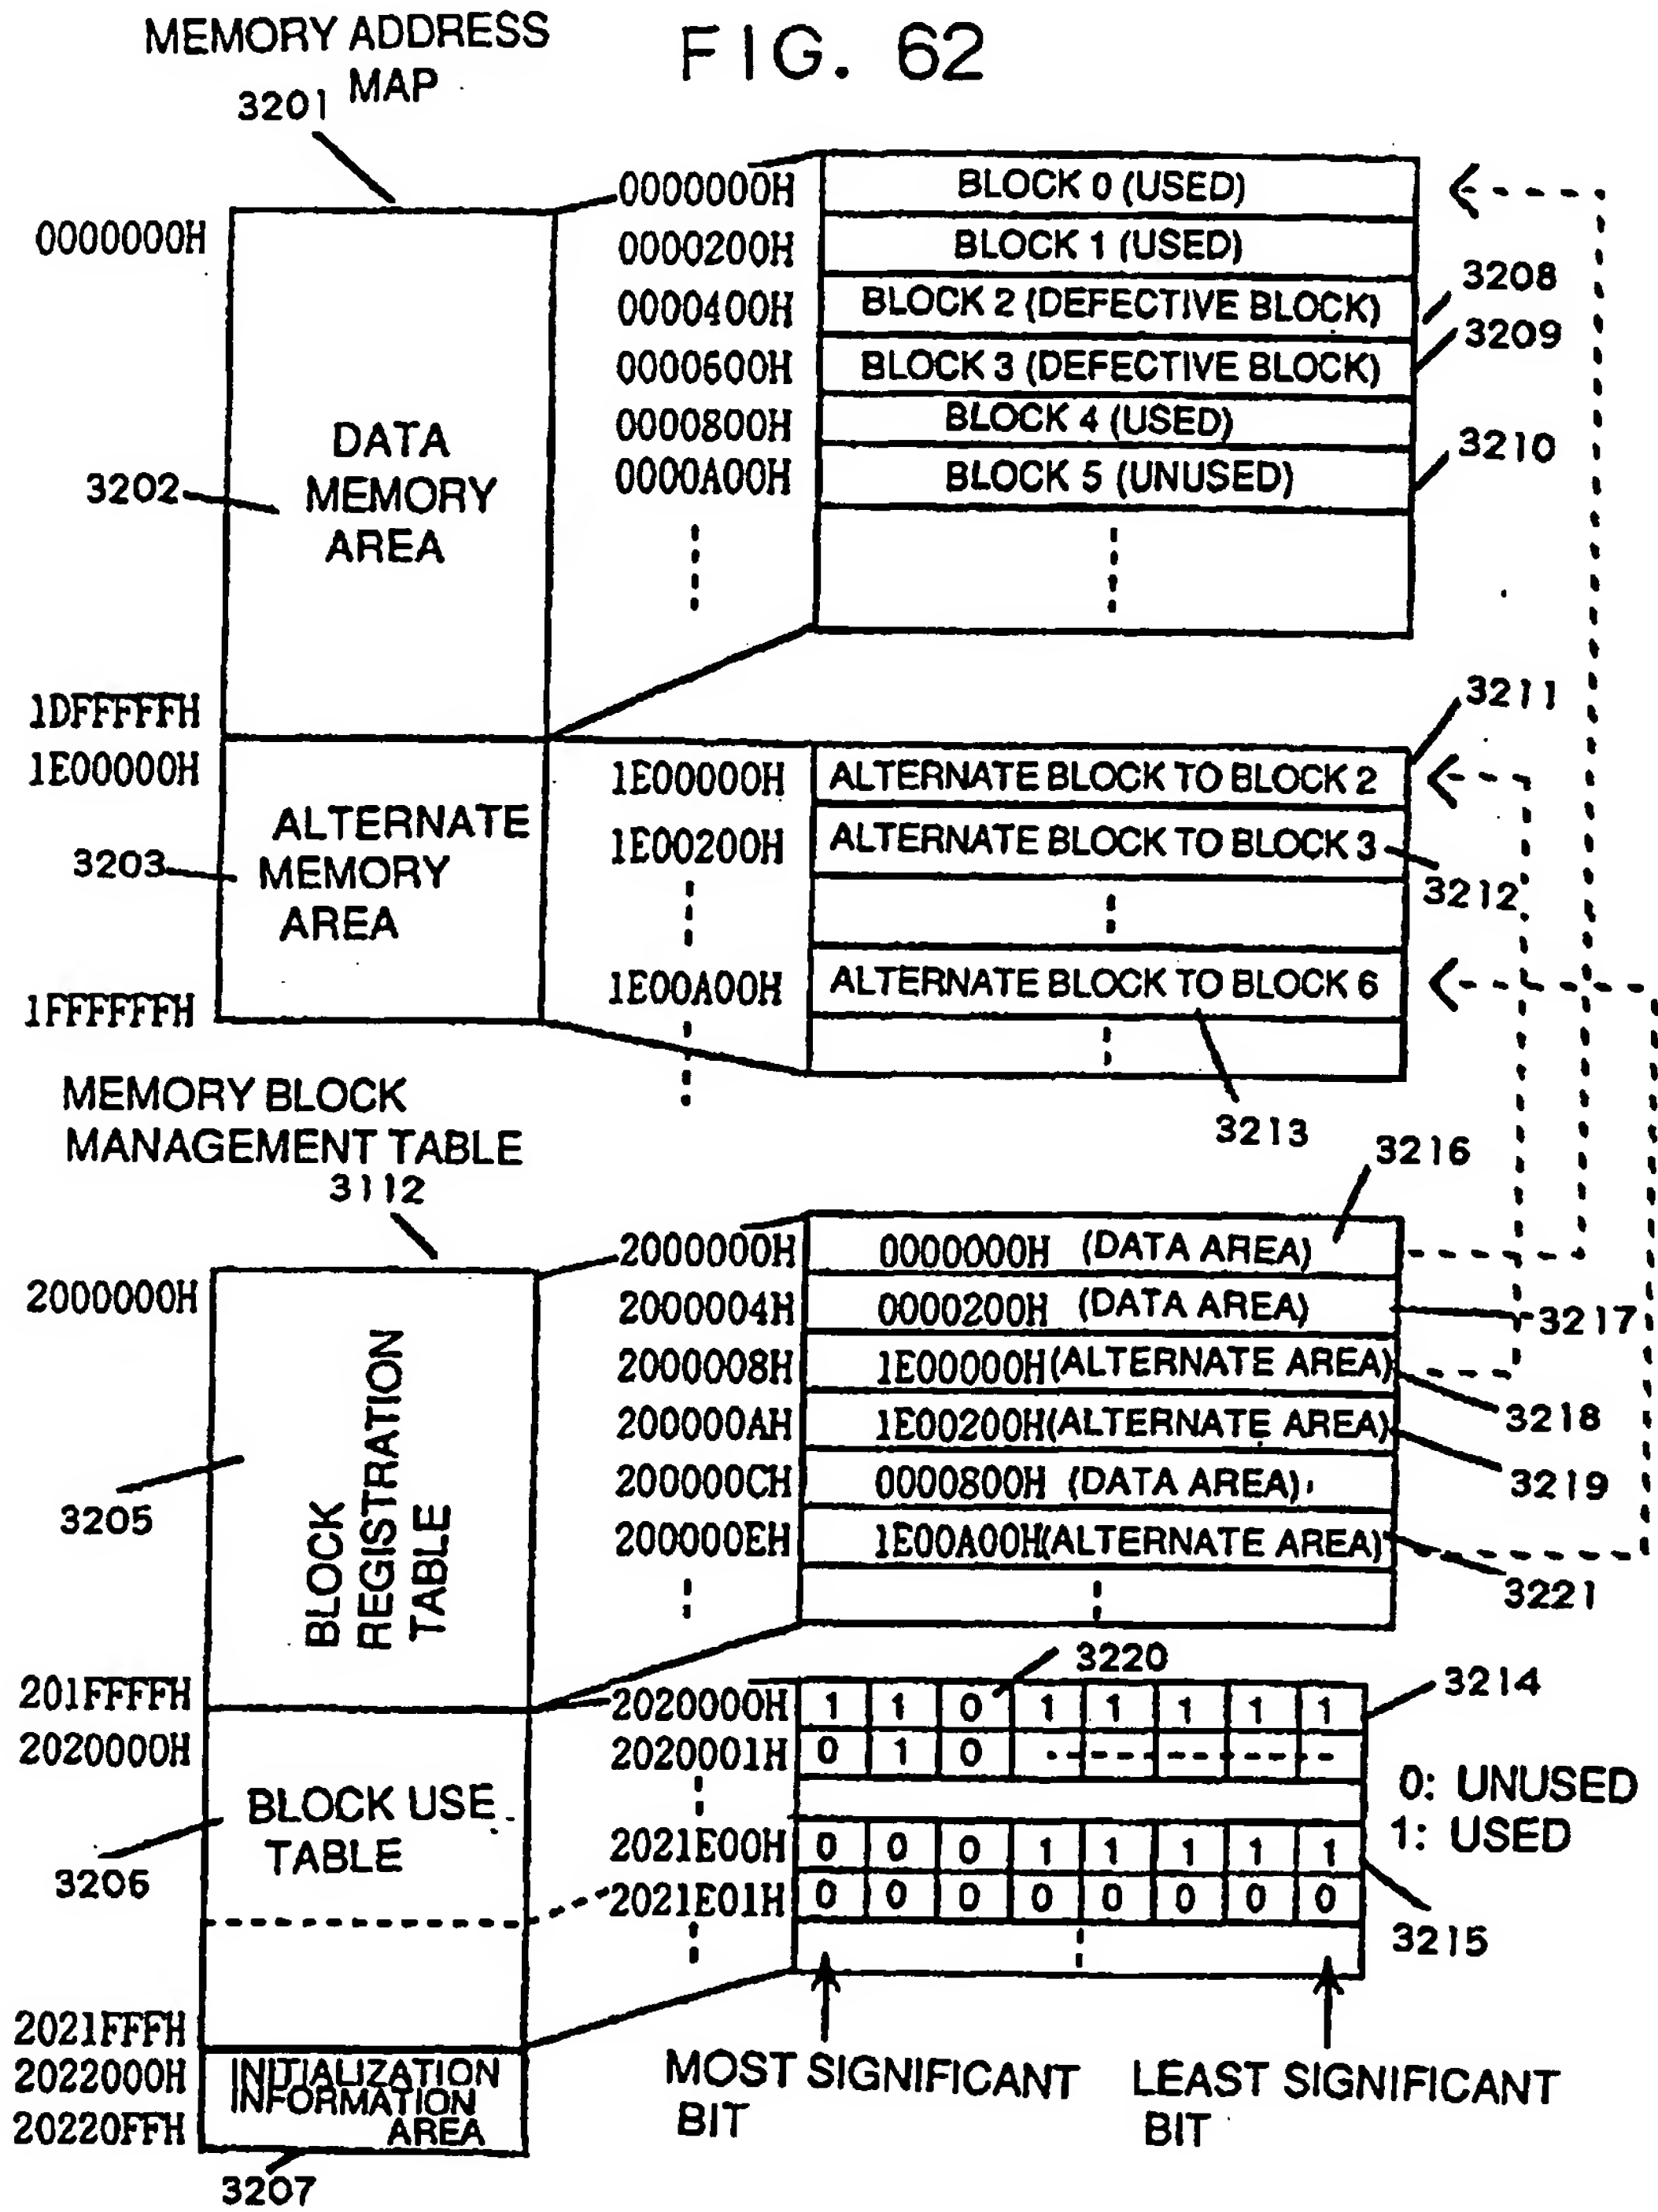 MEMORY ADDRESS
MAP
3201
FIG. 62
0000000H
DATA
MEMORY
AREA
3202
1DFFFFFH
1E00000H
ALTERNATE
MEMORY
AREA
3203
1FFFFFFH
0000000H BLOCK 0 (USED)
0000200H BLOCK 1 (USED)
0000400H BLOCK 2 (DEFECTIVE BLOCK) 3208
0000600H BLOCK 3 (DEFECTIVE BLOCK) 3209
0000800H BLOCK 4 (USED)
0000A00H BLOCK 5 (UNUSED) 3210
3211
1E00000H ALTERNATE BLOCK TO BLOCK 2
1E00200H ALTERNATE BLOCK TO BLOCK 3
3212
1E00A00H ALTERNATE BLOCK TO BLOCK 6
3213
MEMORY BLOCK
MANAGEMENT TABLE
3112
2000000H
BLOCK
REGISTRATION
TABLE
3205
201FFFFH
2020000H
BLOCK USE
TABLE
3206
2021FFFH
2022000H
INITIALIZATION
INFORMATION
AREA
20220FFH
3207
3216
2000000H 0000000H (DATA AREA)
2000004H 0000200H (DATA AREA) 3217
2000008H 1E00000H(ALTERNATE AREA)
3218
200000AH 1E00200H(ALTERNATE AREA)
3219
200000CH 0000800H (DATA AREA)
200000EH 1E00A00H(ALTERNATE AREA)
3221
3220
2020000H 1 1 0 1 1 1 1 1 3214
2020001H 0 1 0
0: UNUSED
1: USED
2021E00H 0 0 0 1 1 1 1 1
2021E01H 0 0 0 0 0 0 0 0
3215
MOST SIGNIFICANT
BIT
LEAST SIGNIFICANT
BIT